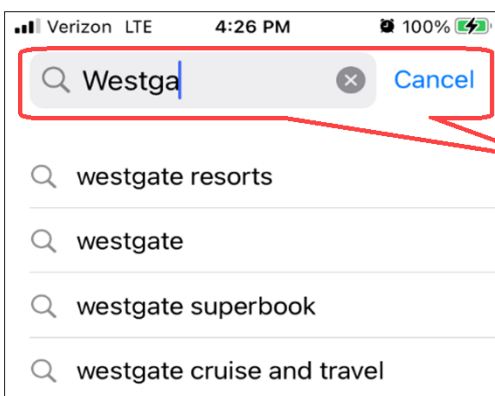 Verizon LTE 4:26 PM 100%
Westga Cancel
westgate resorts
westgate
westgate superbook
westgate cruise and travel